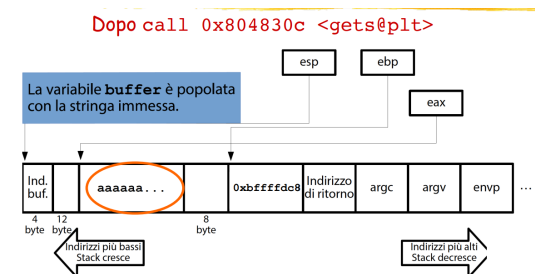 Dopo call 0x804830c <gets@plt>
esp
ebp
La variabile buffer è popolata
con la stringa immessa.
eax
Ind.
buf.
aaaaaa...
0xbffffdc8
Indirizzo
di ritorno
argc
argv
envp
...
4
byte
12
byte
8
byte
Indirizzi più bassi
Stack cresce
Indirizzi più alti
Stack decresce